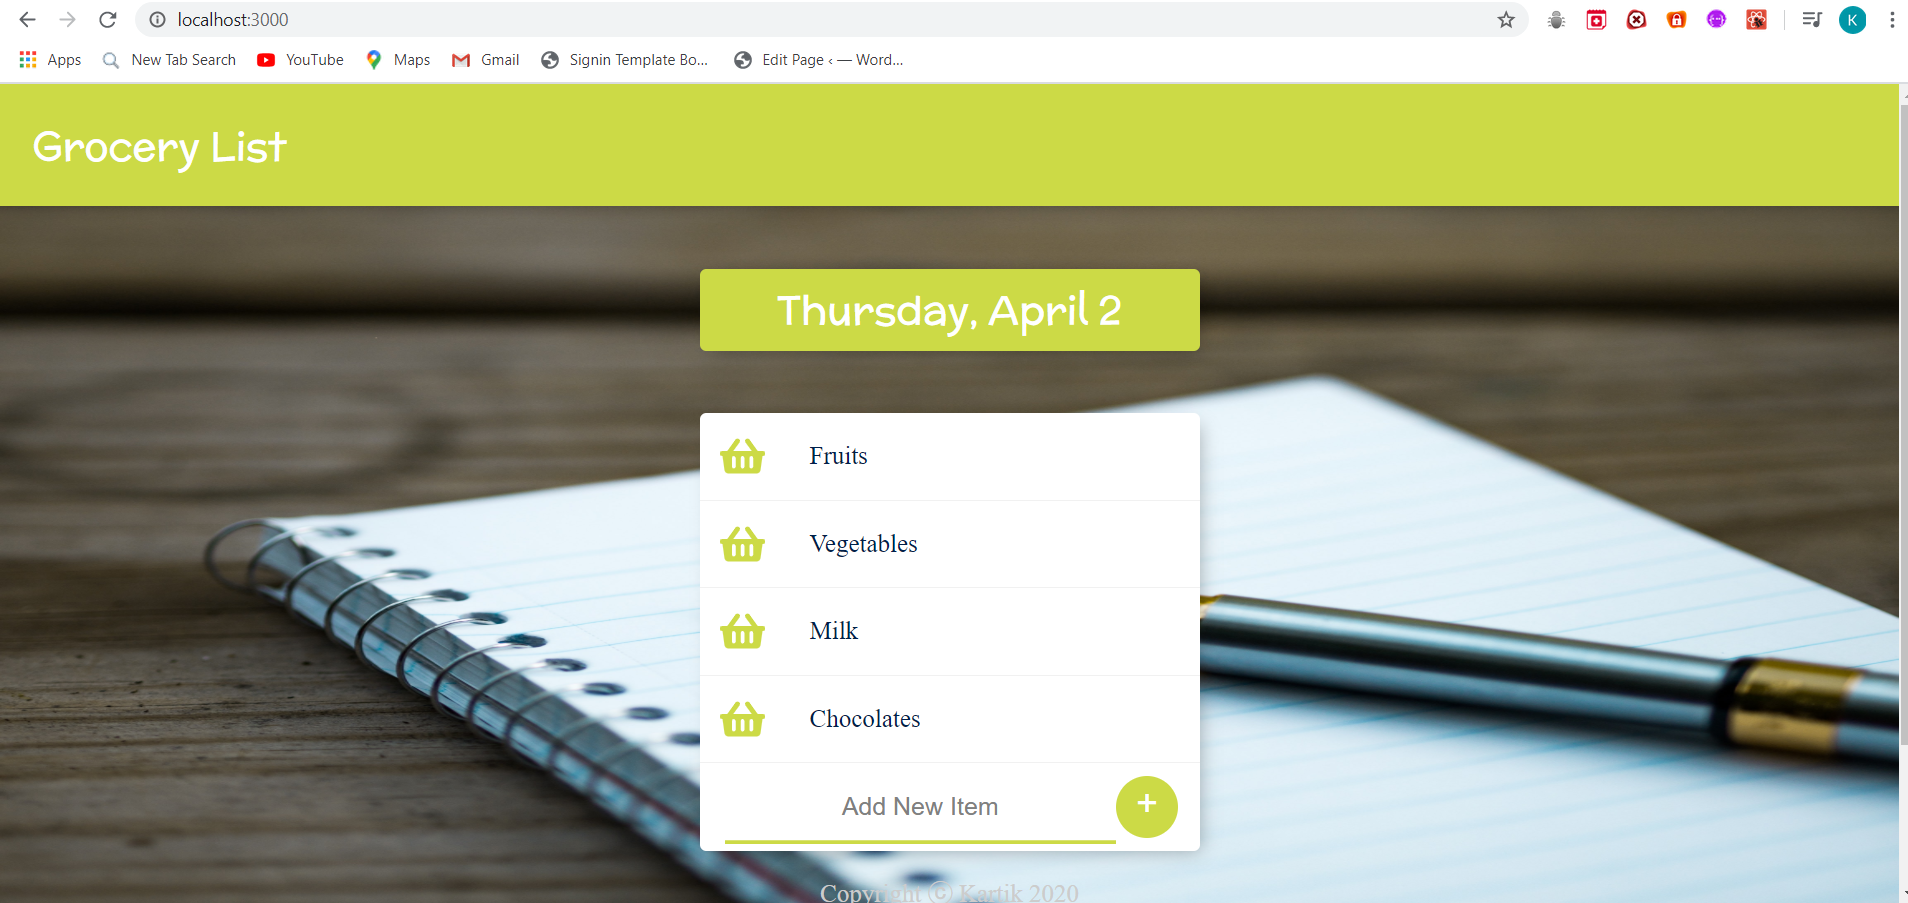 localhost:3000
K
Apps New Tab Search YouTube Maps Gmail Signin Template Bo... Edit Page ‹ — Word...
Grocery List
Thursday, April 2
Fruits
Vegetables
Milk
Chocolates
Add New Item
+
Copyright © Kartik 2020